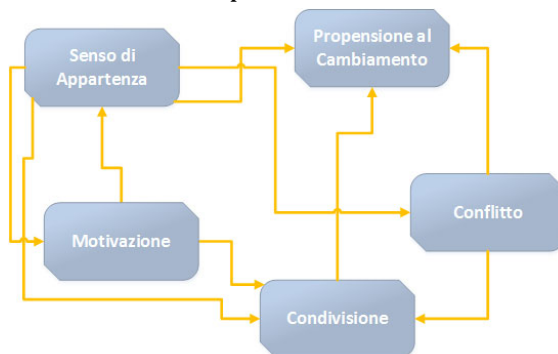 Senso di
Appartenza
Propensione al
Cambiamento
Conflitto
Motivazione
Condivisione